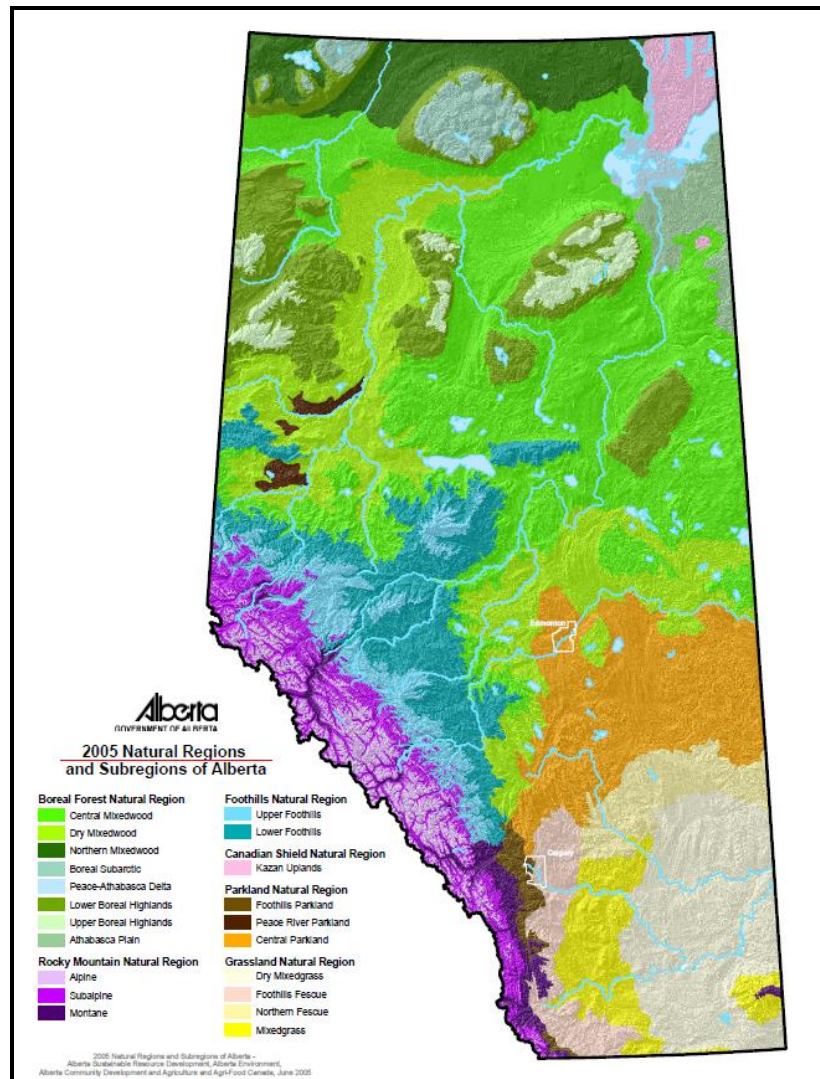 Edmonton
Calgary
Alberta
GOVERNMENT OF ALBERTA
2005 Natural Regions
and Subregions of Alberta
Boreal Forest Natural Region
Central Mixedwood
Dry Mixedwood
Northern Mixedwood
Boreal Subarctic
Peace-Athabasca Delta
Lower Boreal Highlands
Upper Boreal Highlands
Athabasca Plain
Rocky Mountain Natural Region
Alpine
Subalpine
Montane
Foothills Natural Region
Upper Foothills
Lower Foothills
Canadian Shield Natural Region
Kazan Uplands
Parkland Natural Region
Foothills Parkland
Peace River Parkland
Central Parkland
Grassland Natural Region
Dry Mixedgrass
Foothills Fescue
Northern Fescue
Mixedgrass
2005 Natural Regions and Subregions of Alberta -
Alberta Sustainable Resource Development, Alberta Environment,
Alberta Community Development and Agriculture and Agri-Food Canada, June 2005